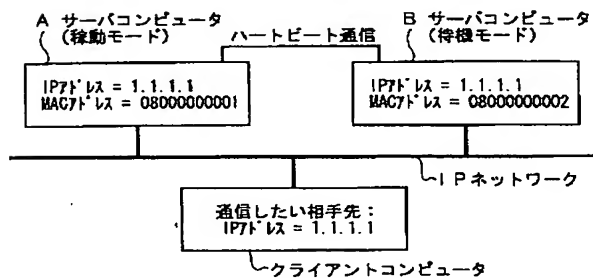 A サーバコンピュータ
(稼動モード)
ハートビート通信
B サーバコンピュータ
(待機モード)
IPｱﾄﾞﾚｽ = 1.1.1.1
MACｱﾄﾞﾚｽ = 08000000001
IPｱﾄﾞﾚｽ = 1.1.1.1
MACｱﾄﾞﾚｽ = 08000000002
IPネットワーク
通信したい相手先：
IPｱﾄﾞﾚｽ = 1.1.1.1
クライアントコンピュータ